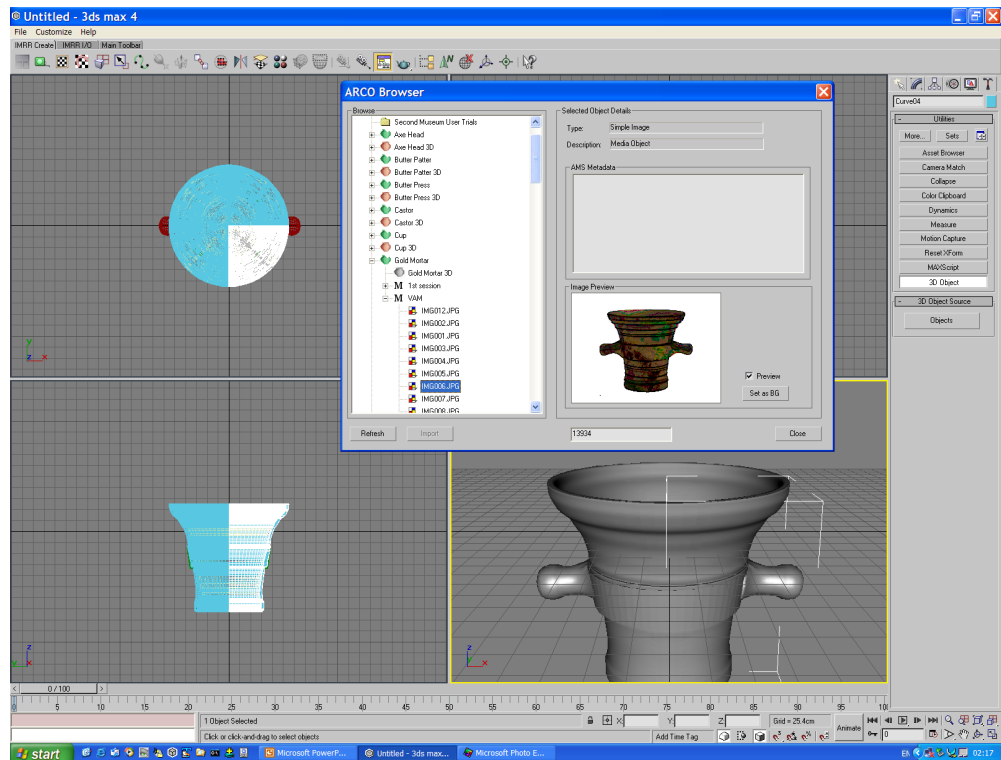 Untitled - 3ds max 4
File Customize Help
IMRR Create IMRR I/O Main Toolbar
ARCO Browser
Browse
Second Museum User Trials
Axe Head
Axe Head 3D
Butter Patter
Butter Patter 3D
Butter Press
Butter Press 3D
Castor
Castor 3D
Cup
Cup 3D
Gold Mortar
Gold Mortar 3D
M 1st session
M VAM
IMG012.JPG
IMG002.JPG
IMG001.JPG
IMG003.JPG
IMG004.JPG
IMG005.JPG
IMG006.JPG
IMG007.JPG
IMG008.JPG
Selected Object Details
Type: Simple Image
Description: Media Object
AMS Metadata
Image Preview
Preview
Set as BG
Refresh Import 13934 Close
Curve04
- Utilities
More... Sets
Asset Browser
Camera Match
Collapse
Color Clipboard
Dynamics
Measure
Motion Capture
Reset XForm
MAXScript
3D Object
- 3D Object Source
Objects
y
z x
z
y x
z
x
< 0 / 100 >
0 5 10 15 20 25 30 35 40 45 50 55 60 65 70 75 80 85 90 95 100
1 Object Selected X: Y: Z: Grid = 25.4cm
Click or click-and-drag to select objects Add Time Tag Animate 0
start Microsoft PowerP... Untitled - 3ds max... Microsoft Photo E... EN 02:17